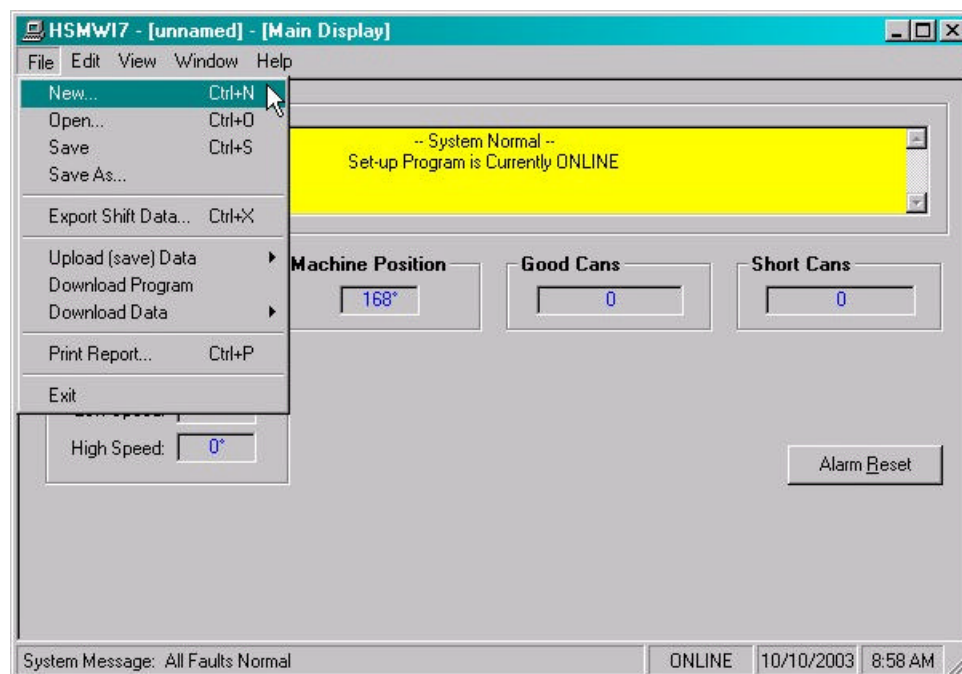 HSMWI7 - [unnamed] - [Main Display]
File Edit View Window Help
New... Ctrl+N
Open... Ctrl+O
Save Ctrl+S
Save As...
Export Shift Data... Ctrl+X
Upload (save) Data
Download Program
Download Data
Print Report... Ctrl+P
Exit
-- System Normal --
Set-up Program is Currently ONLINE
Machine Position
168°
Good Cans
0
Short Cans
0
High Speed: 0°
Alarm Reset
System Message: All Faults Normal
ONLINE
10/10/2003
8:58 AM